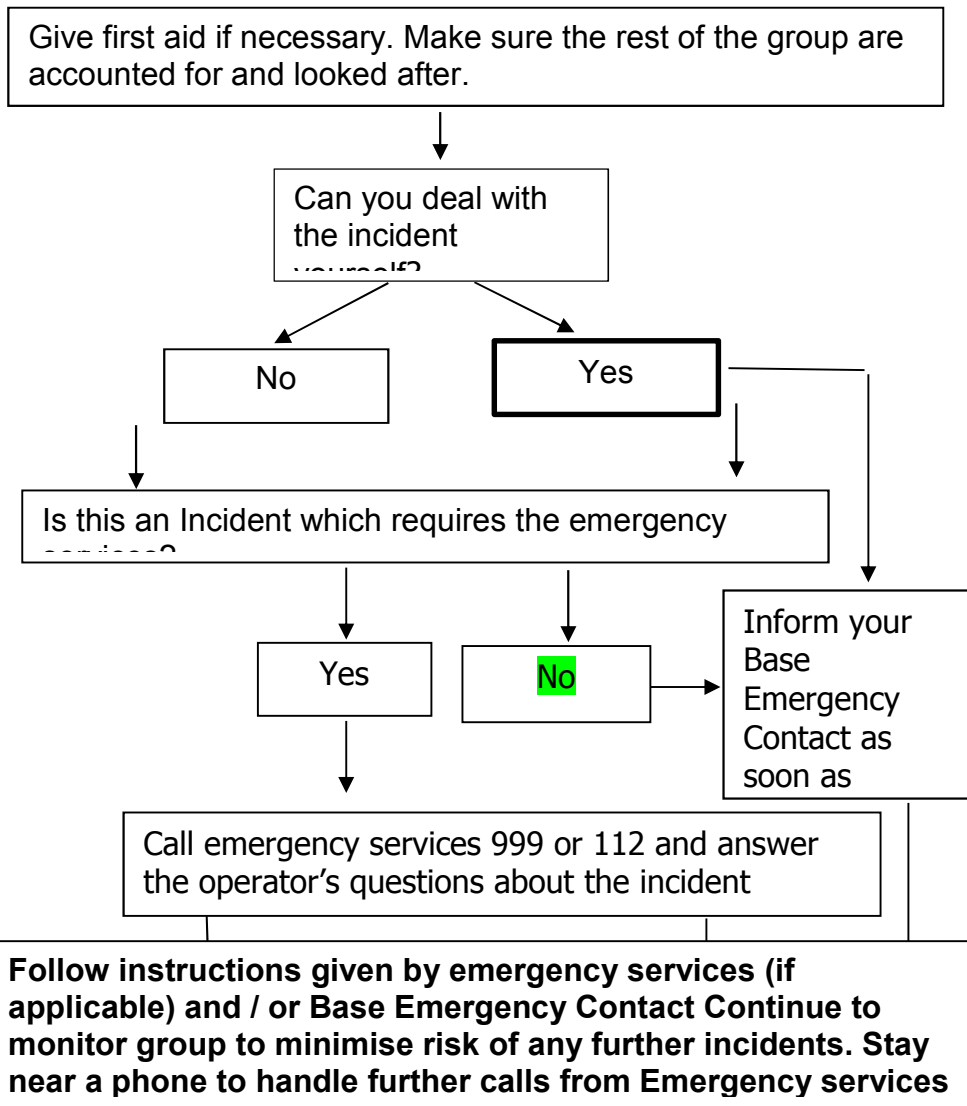 Give first aid if necessary. Make sure the rest of the group are
accounted for and looked after.
Can you deal with
the incident
yourself?
No
Yes
Is this an Incident which requires the emergency
services?
Yes
No
Inform your
Base
Emergency
Contact as
soon as
Call emergency services 999 or 112 and answer
the operator’s questions about the incident
Follow instructions given by emergency services (if
applicable) and / or Base Emergency Contact Continue to
monitor group to minimise risk of any further incidents. Stay
near a phone to handle further calls from Emergency services